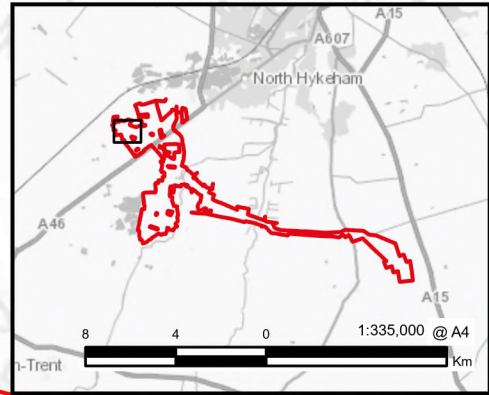 A15
A607
North Hykeham
A46
A15
8 4 0 1:335,000 @ A4
Km
n-Trent